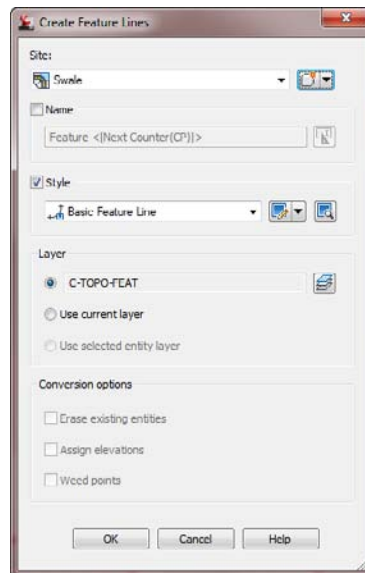 Create Feature Lines
Site:
Swale
Name
Feature <[Next Counter(CP)]>
Style
Basic Feature Line
Layer
C-TOPO-FEAT
Use current layer
Use selected entity layer
Conversion options
Erase existing entities
Assign elevations
Weed points
OK Cancel Help